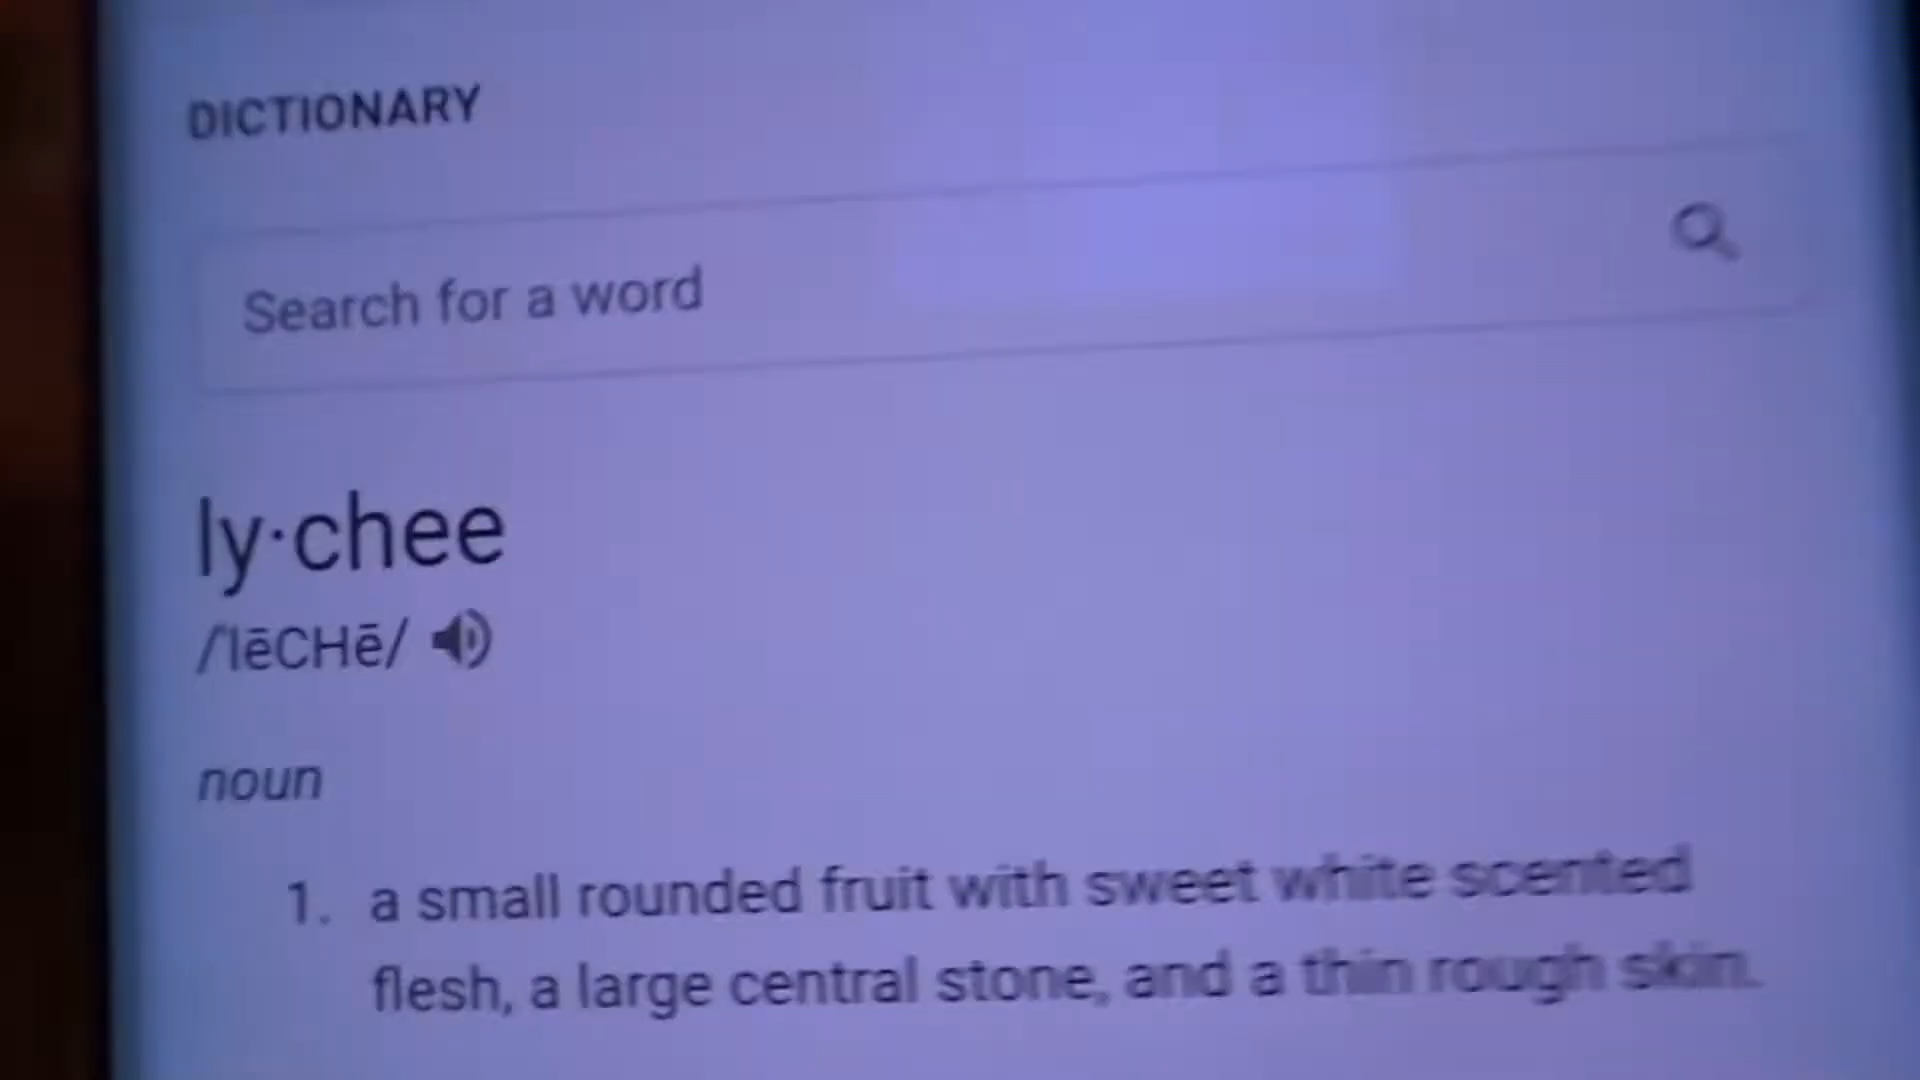 DICTIONARY
Search for a word
ly·chee
/ˈlēCHē/
noun
1. a small rounded fruit with sweet white scented
flesh, a large central stone, and a thin rough skin.